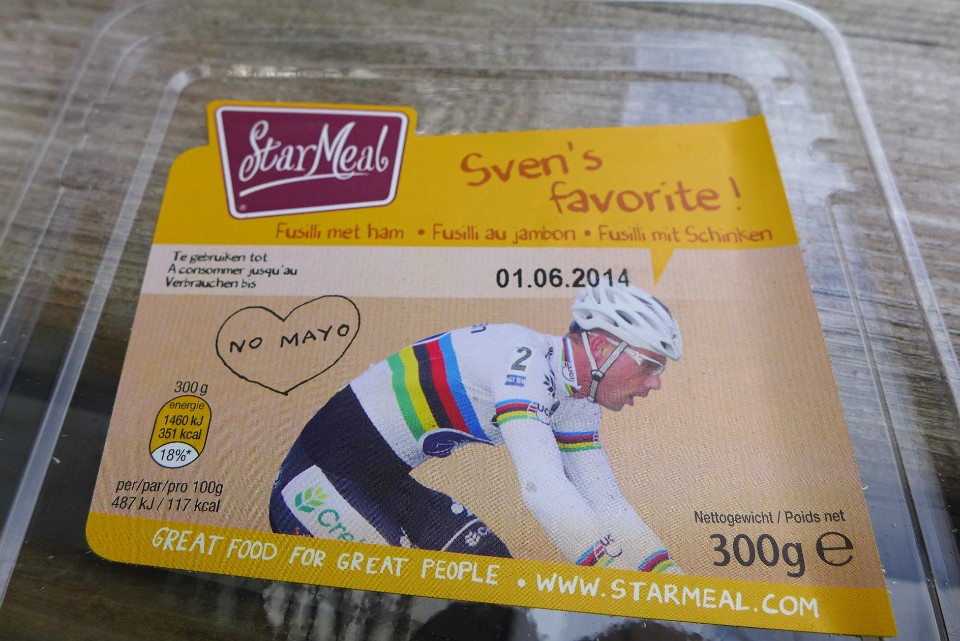 StarMeal
®
Sven's
favorite!
Fusilli met ham • Fusilli au jambon • Fusilli mit Schinken
Te gebruiken tot
A consommer jusqu'au
Verbrauchen bis
01.06.2014
NO MAYO
2
300 g
energie
1460 kJ
351 kcal
18%*
per/par/pro 100g
487 kJ / 117 kcal
Cre
Nettogewicht / Poids net
300g ℮
GREAT FOOD FOR GREAT PEOPLE • WWW.STARMEAL.COM